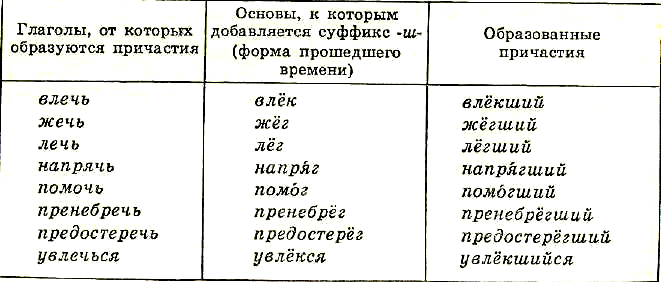 Глаголы, от которых образуются причастия
Основы, к которым добавляется суффикс -ш- (форма прошедшего времени)
Образованные причастия
влечь влёк влёкший
жечь жёг жёгший
лечь лёг лёгший
напрячь напря́г напря́гший
помочь помо́г помо́гший
пренебречь пренебрёг пренебрёгший
предостеречь предостерёг предостерёгший
увлечься увлёкся увлёкшийся